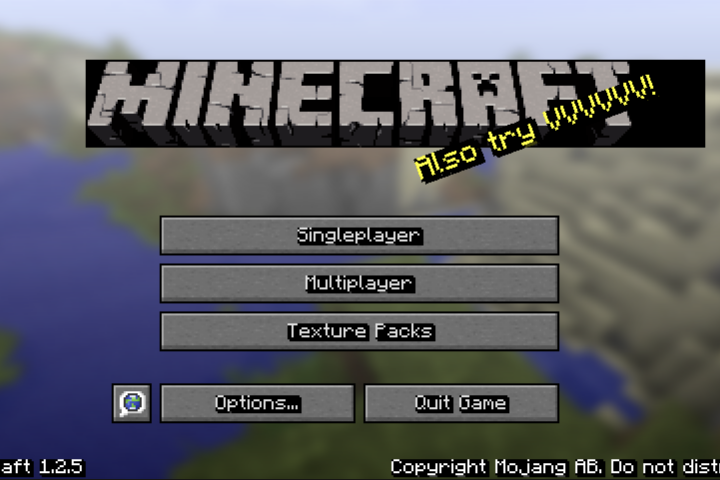 MINECRAFT
Also try VVVVVV!
Singleplayer
Multiplayer
Texture Packs
Options...
Quit Game
aft 1.2.5
Copyright Mojang AB. Do not dist